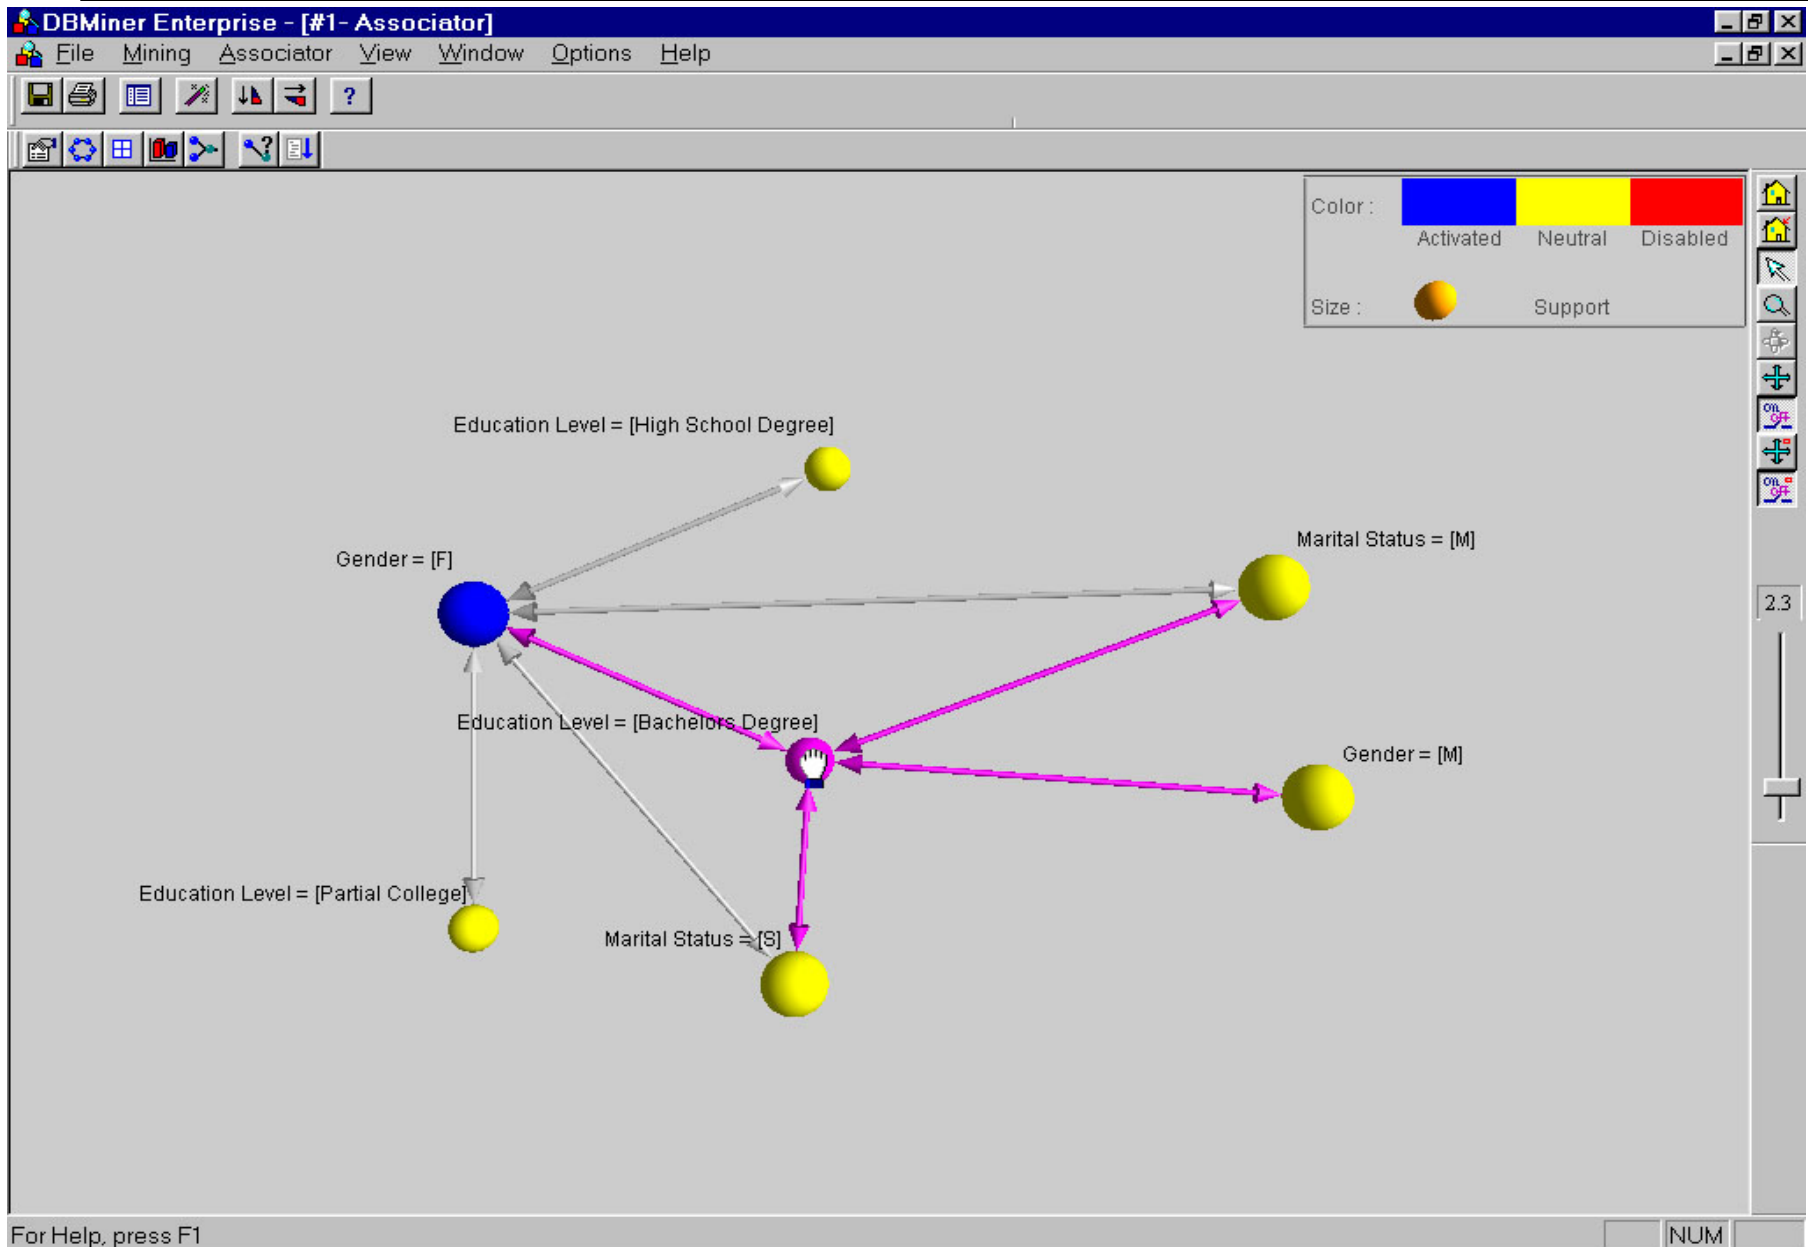 DBMiner Enterprise - [#1- Associator]
File Mining Associator View Window Options Help
?
?
Color :
Activated Neutral Disabled
Size : Support
Education Level = [High School Degree]
Marital Status = [M]
Gender = [F]
2.3
Education Level = [Bachelors Degree]
Gender = [M]
Education Level = [Partial College]
Marital Status = [S]
For Help, press F1
NUM